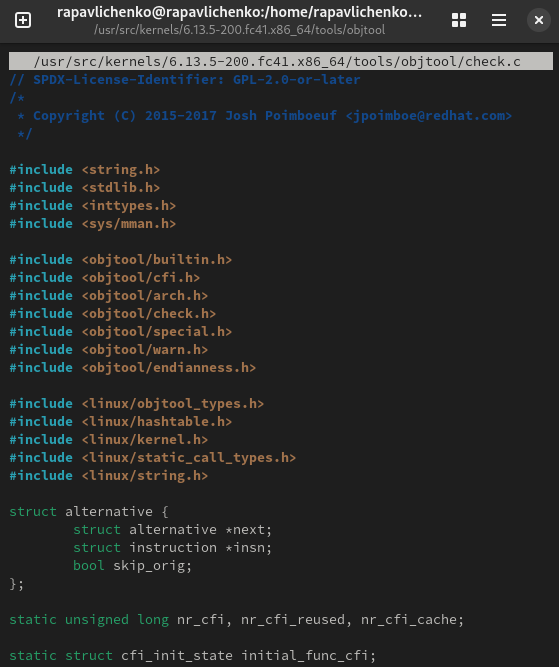 rapavlichenko@rapavlichenko:/home/rapavlichenko...
/usr/src/kernels/6.13.5-200.fc41.x86_64/tools/objtool
/usr/src/kernels/6.13.5-200.fc41.x86_64/tools/objtool/check.c
// SPDX-License-Identifier: GPL-2.0-or-later
/*
 * Copyright (C) 2015-2017 Josh Poimboeuf <jpoimboe@redhat.com>
 */

#include <string.h>
#include <stdlib.h>
#include <inttypes.h>
#include <sys/mman.h>

#include <objtool/builtin.h>
#include <objtool/cfi.h>
#include <objtool/arch.h>
#include <objtool/check.h>
#include <objtool/special.h>
#include <objtool/warn.h>
#include <objtool/endianness.h>

#include <linux/objtool_types.h>
#include <linux/hashtable.h>
#include <linux/kernel.h>
#include <linux/static_call_types.h>
#include <linux/string.h>

struct alternative {
        struct alternative *next;
        struct instruction *insn;
        bool skip_orig;
};

static unsigned long nr_cfi, nr_cfi_reused, nr_cfi_cache;

static struct cfi_init_state initial_func_cfi;